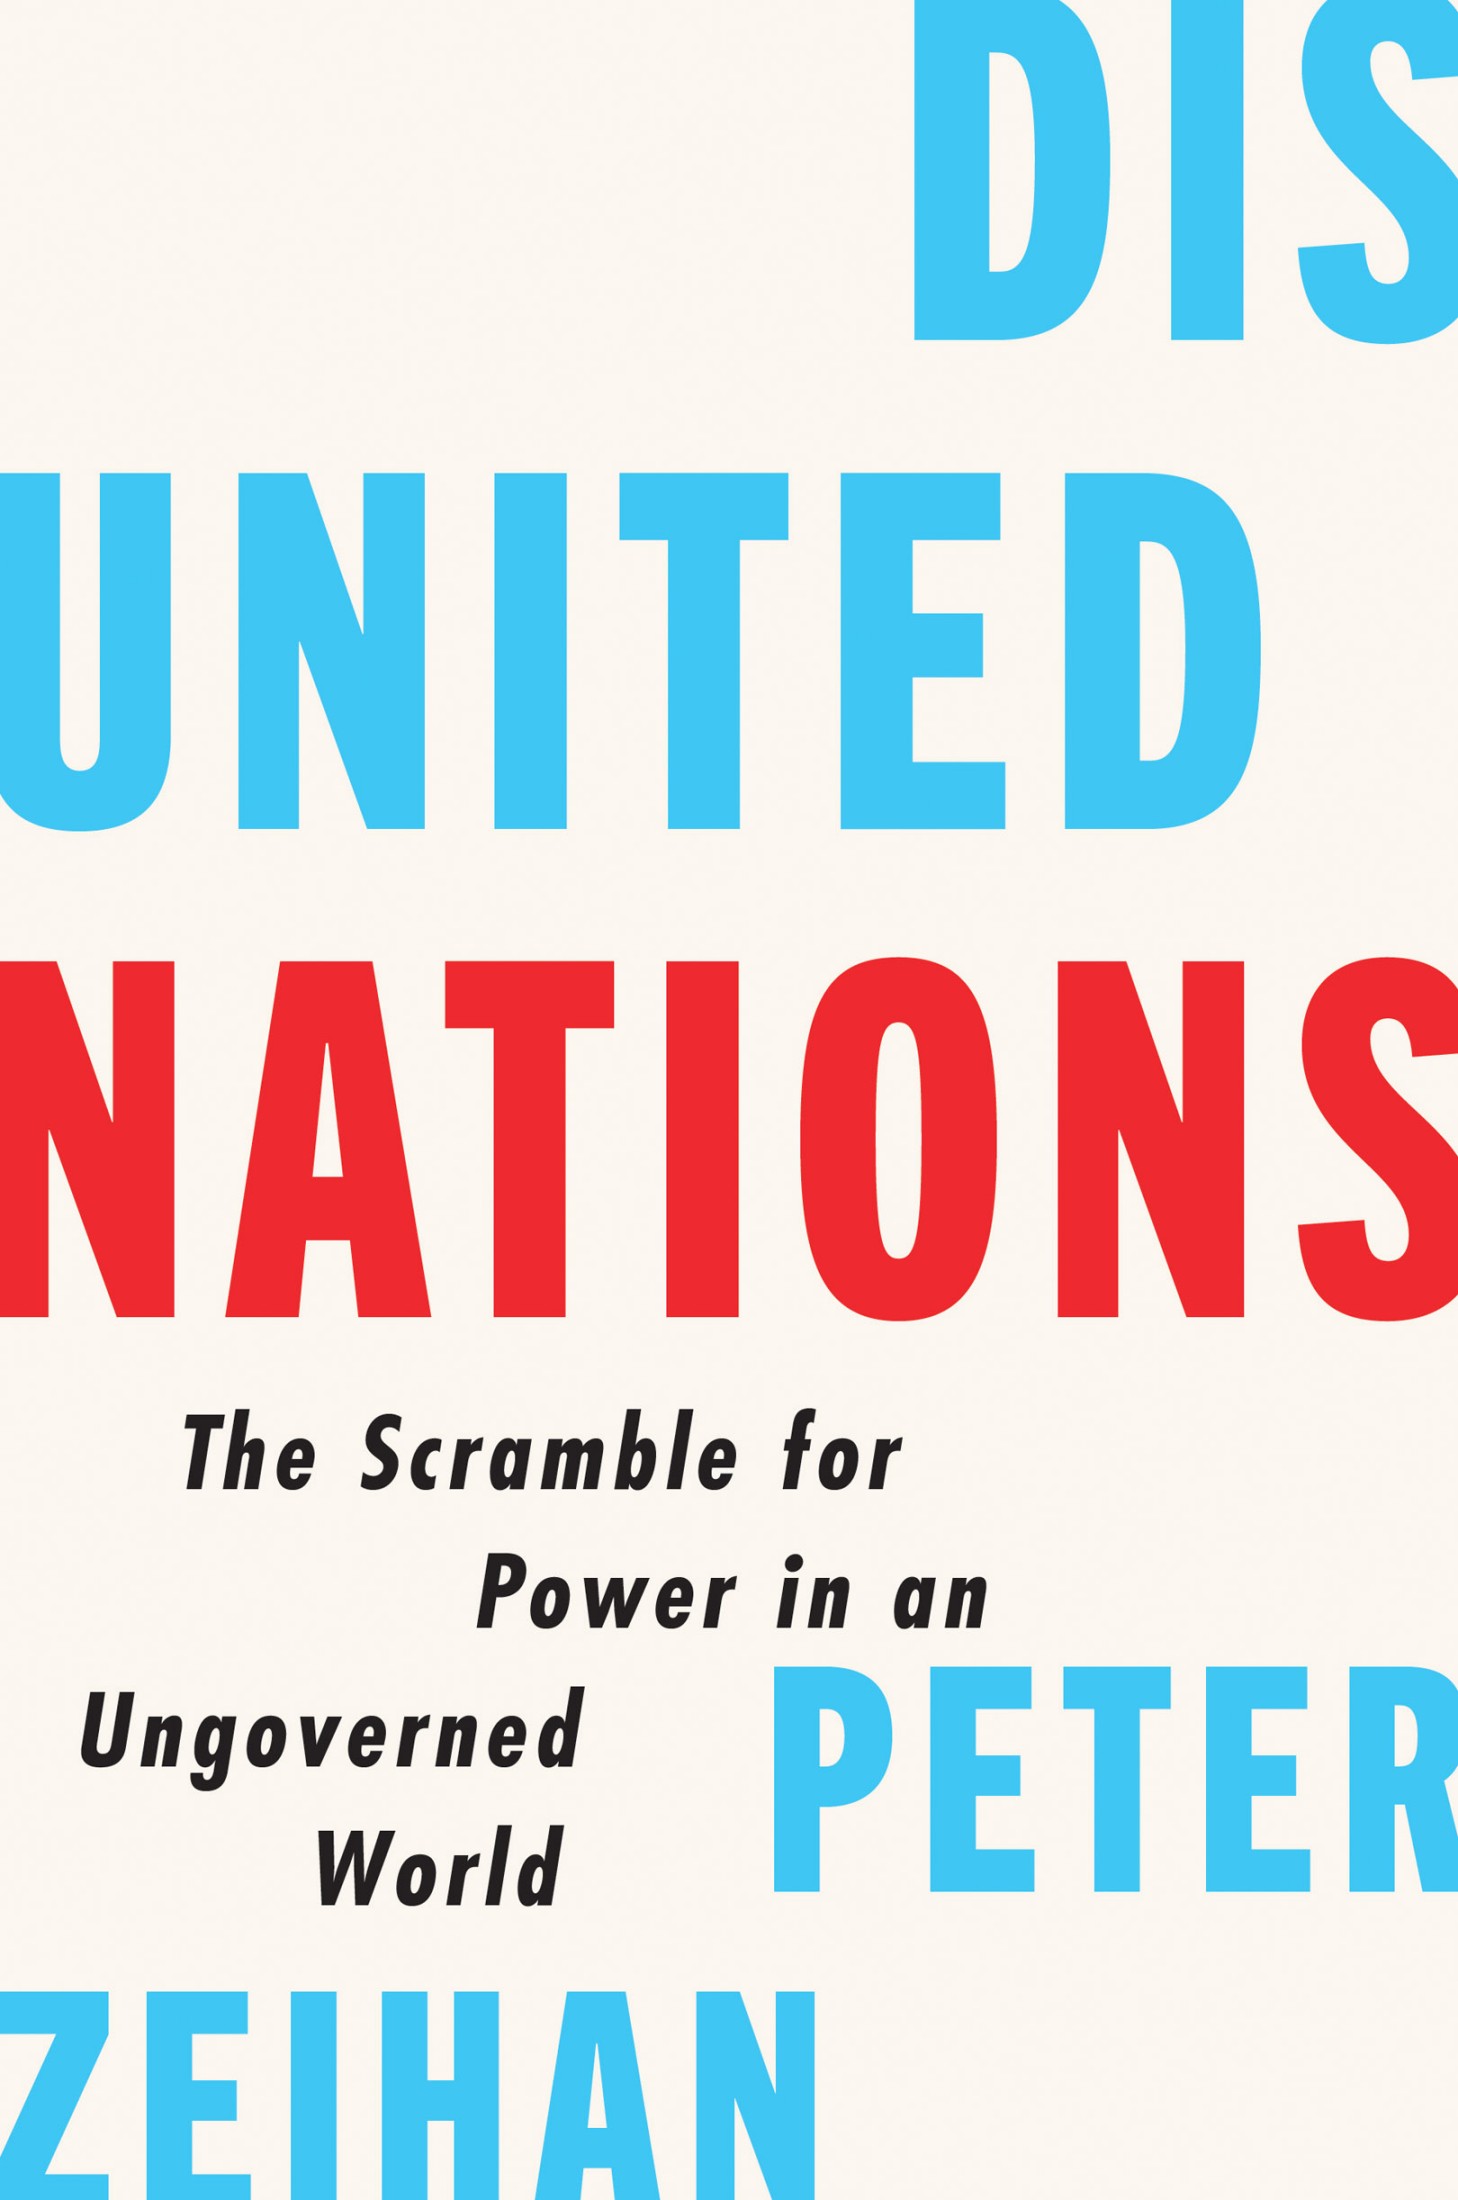 DIS
UNITED
NATIONS
The Scramble for
Power in an
Ungoverned
World
PETER
ZEIHAN